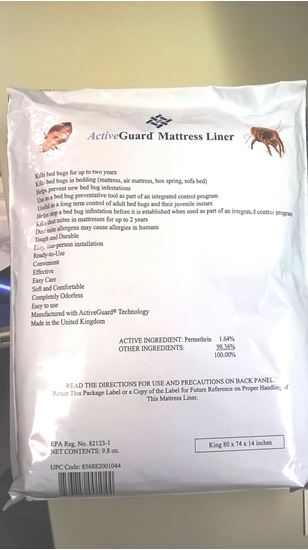 ActiveGuard Mattress Liner
Kills bed bugs for up to two years
Kills bed bugs in bedding (mattress, air mattress, box spring, sofa bed)
Helps prevent new bed bug infestations
Use as a bed bug preventative tool as part of an integrated control program
Useful as a long term control of adult bed bugs and their juvenile instars
Helps stop a bed bug infestation before it is established when used as part of an integrated control program
Kills dust mites in mattresses for up to 2 years
Dust mite allergens may cause allergies in humans
Tough and Durable
Easy, one-person installation
Ready-to-Use
Convenient
Effective
Easy Care
Soft and Comfortable
Completely Odorless
Easy to use
Manufactured with ActiveGuard® Technology
Made in the United Kingdom
ACTIVE INGREDIENT: Permethrin 1.64%
OTHER INGREDIENTS: 98.36%
100.00%
READ THE DIRECTIONS FOR USE AND PRECAUTIONS ON BACK PANEL.
Retain This Package Label or a Copy of the Label for Future Reference on Proper Handling of
This Mattress Liner.
EPA Reg. No. 82123-1
NET CONTENTS: 9.8 oz.
King 80 x 74 x 14 inches
UPC Code: 856882001044